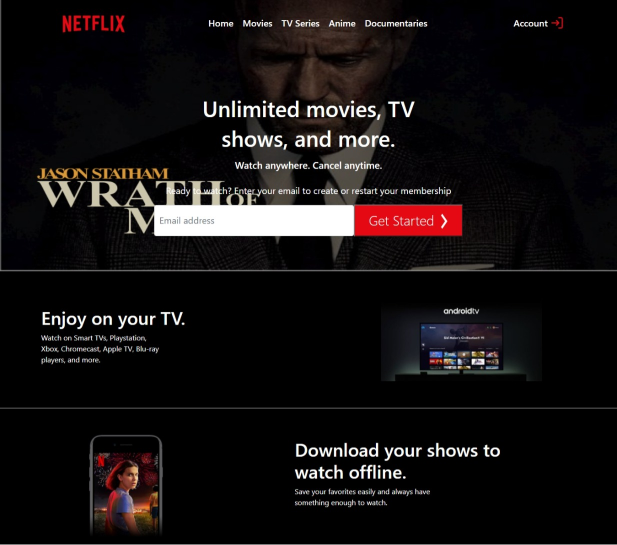 NETFLIX
Home Movies TV Series Anime Documentaries
Account
Unlimited movies, TV
shows, and more.
Watch anywhere. Cancel anytime.
JASON STATHAM
WRATH OF
M
Ready to watch? Enter your email to create or restart your membership
Email address
Get Started
Enjoy on your TV.
Watch on Smart TVs, Playstation,
Xbox, Chromecast, Apple TV, Blu-ray
players, and more.
androidtv
Download your shows to
watch offline.
Save your favorites easily and always have
something enough to watch.